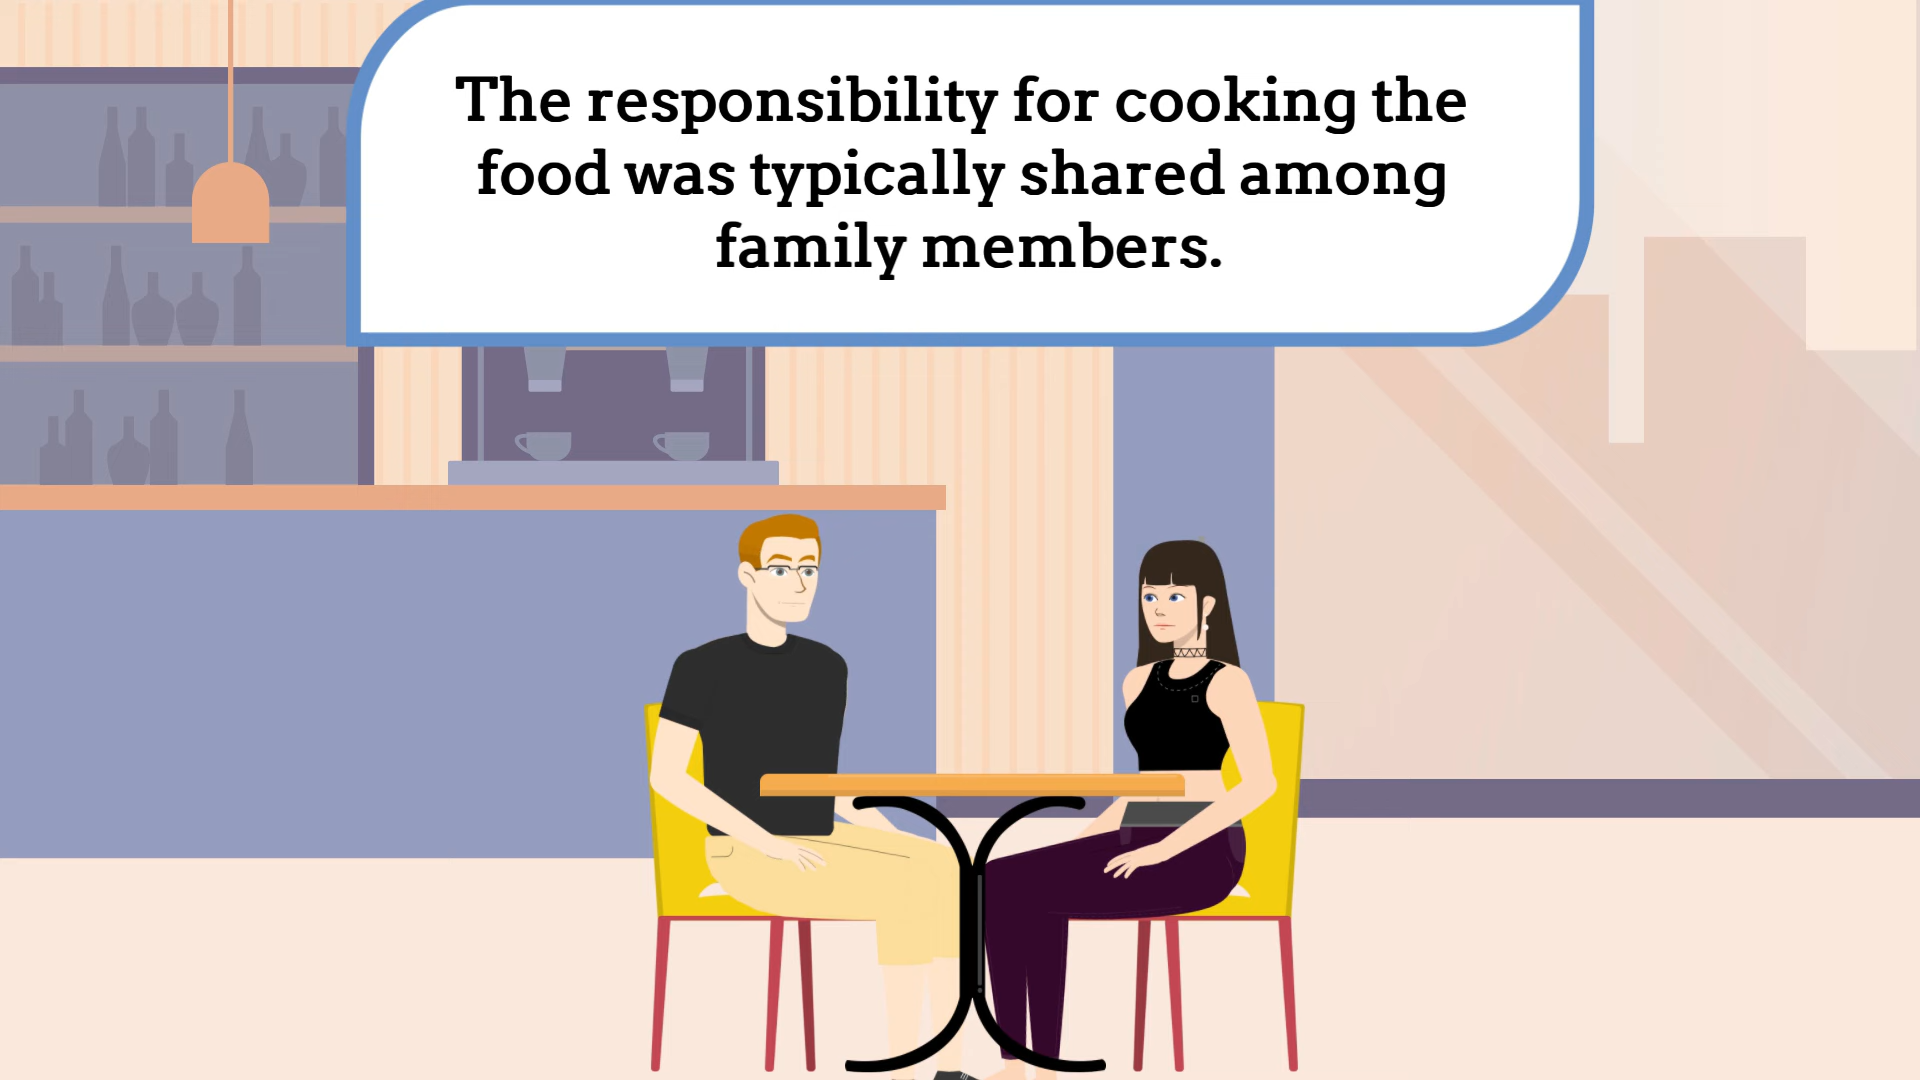 The responsibility for cooking the
food was typically shared among
family members.